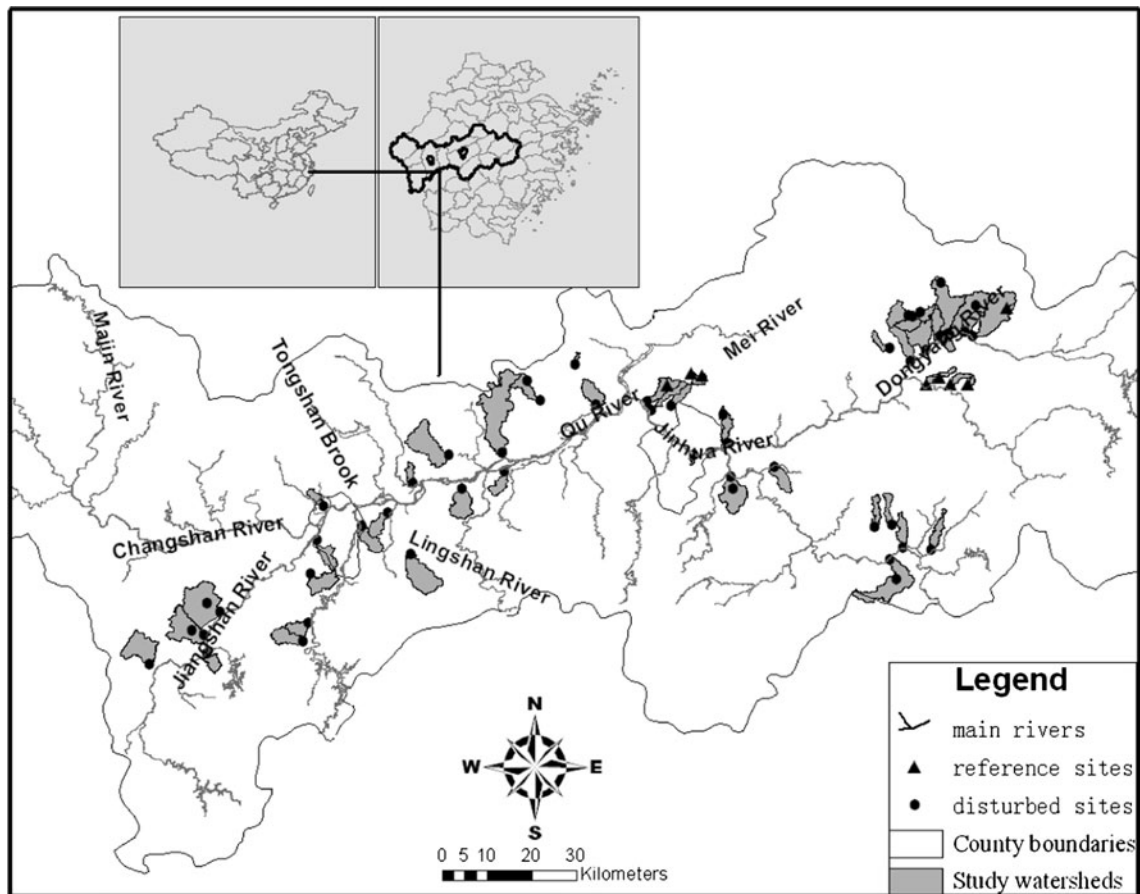 Majin River
Tongshan Brook
Changshan River
Jiangshan River
Lingshan River
Qu River
Mei River
Jinhua River
Dongyang River
N
W
E
S
0 5 10 20 30
Kilometers
Legend
main rivers
reference sites
disturbed sites
County boundaries
Study watersheds